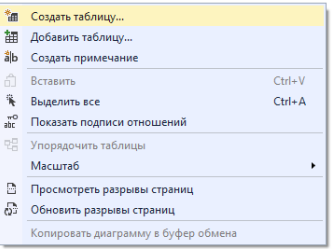 Создать таблицу...
Добавить таблицу...
a|b Создать примечание
Вставить Ctrl+V
Выделить все Ctrl+A
abc Показать подписи отношений
Упорядочить таблицы
Масштаб
Просмотреть разрывы страниц
Обновить разрывы страниц
Копировать диаграмму в буфер обмена